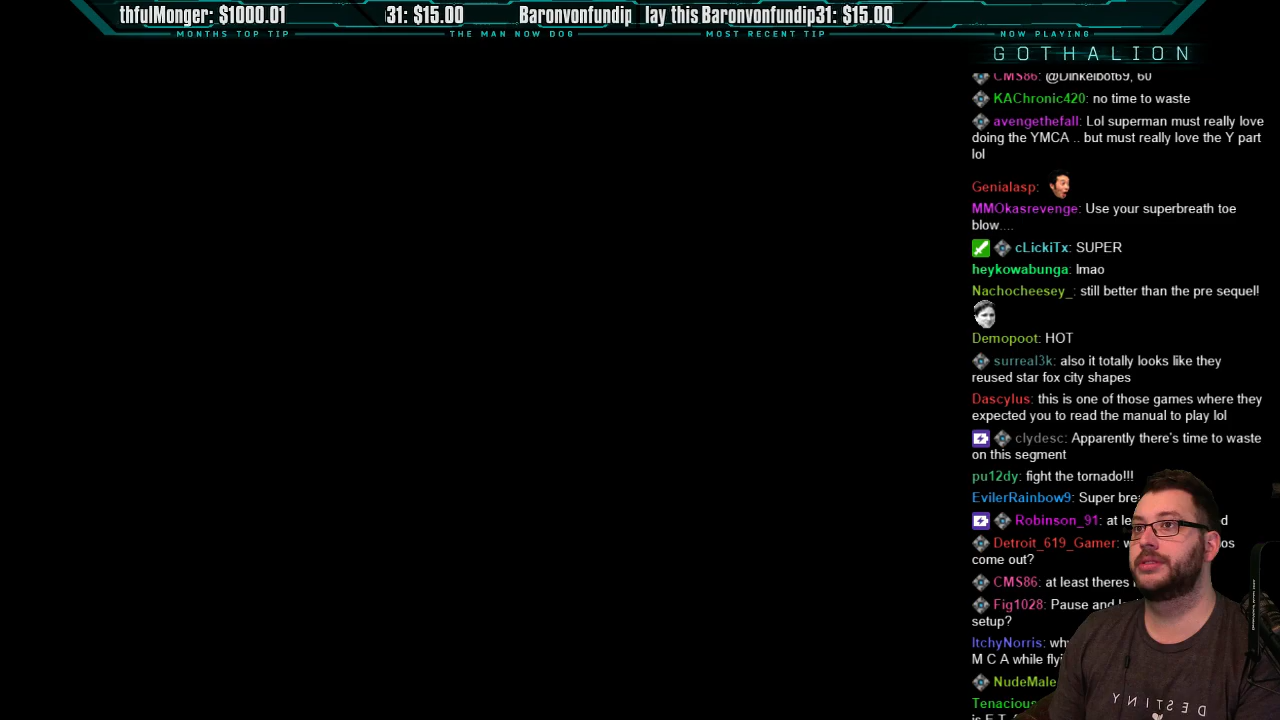 thfulMonger: $1000.01 31: $15.00 Baronvonfundip lay this Baronvonfundip31: $15.00
MONTHS TOP TIP THE MAN NOW DOG MOST RECENT TIP NOW PLAYING
GOTHALION
CMS86: @Dinkelbot69, 60
KAChronic420: no time to waste
avengethefall: Lol superman must really love
doing the YMCA .. but must really love the Y part
lol
Genialasp:
MMOkasrevenge: Use your superbreath toe
blow....
cLickiTx: SUPER
heykowabunga: lmao
Nachocheesey_: still better than the pre sequel!
Demopoot: HOT
surreal3k: also it totally looks like they
reused star fox city shapes
Dascylus: this is one of those games where they
expected you to read the manual to play lol
clydesc: Apparently there's time to waste
on this segment
pu12dy: fight the tornado!!!
EvilerRainbow9: Super
Robinson_91: at
Detroit_619_Gamer:
come out?
CMS86: at least theres
Fig1028: Pause and
setup?
ItchyNorris:
M C A while
NudeMale
Tenacious
is E.T.
DESTINY